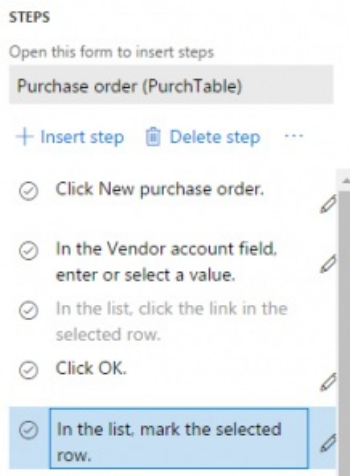 STEPS
Open this form to insert steps
Purchase order (PurchTable)
+ Insert step Delete step ...
Click New purchase order.
In the Vendor account field,
enter or select a value.
In the list, click the link in the
selected row.
Click OK.
In the list, mark the selected
row.